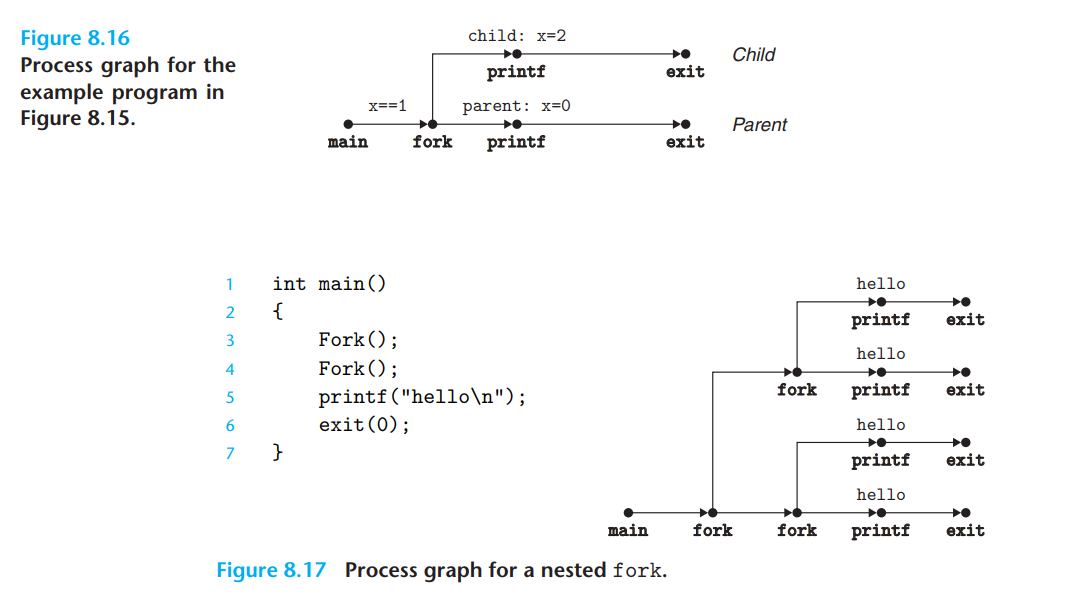 Figure 8.16
Process graph for the
example program in
Figure 8.15.
child: x=2
printf exit Child
x==1 parent: x=0
main fork printf exit Parent
1 int main()
2 {
3 Fork();
4 Fork();
5 printf("hello\n");
6 exit(0);
7 }
hello
printf exit
hello
fork printf exit
hello
printf exit
hello
main fork fork printf exit
Figure 8.17 Process graph for a nested fork.